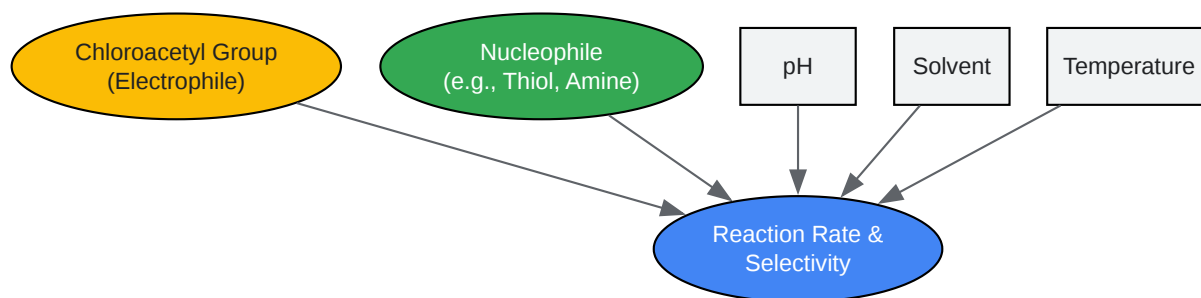 Chloroacetyl Group
(Electrophile)
Nucleophile
(e.g., Thiol, Amine)
pH
Solvent
Temperature
Reaction Rate &
Selectivity